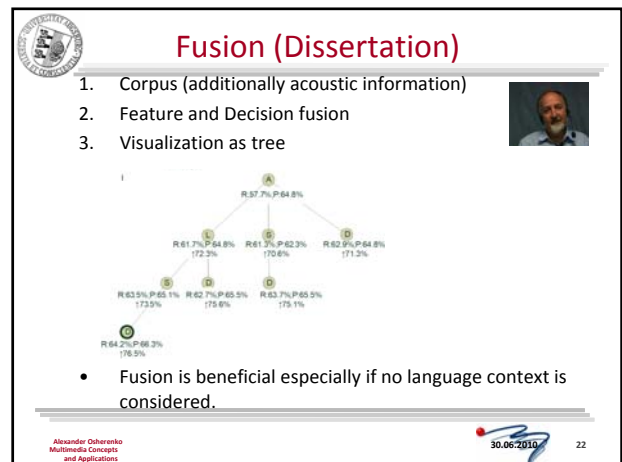 Fusion (Dissertation)
1. Corpus (additionally acoustic information)
2. Feature and Decision fusion
3. Visualization as tree
A
R:57.7%,P:64.8%
L S D
R:61.7%,P:64.8% R:61.3%,P:62.3% R:62.9%,P:64.8%
↑72.3% ↑70.6% ↑71.3%
S D D
R:63.5%,P:65.1% R:62.7%,P:65.5% R:63.7%,P:65.5%
↑73.5% ↑75.6% ↑75.1%
R:64.2%,P:66.3%
↑76.5%
• Fusion is beneficial especially if no language context is
considered.
Alexander Osherenko
Multimedia Concepts
and Applications
30.06.2010 22